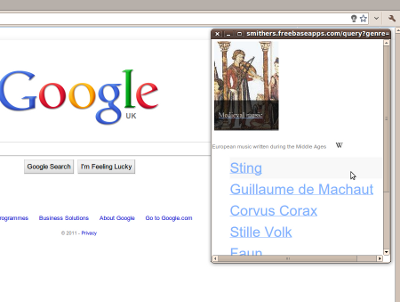 smithers.freebaseapps.com/query?genre=
Google
UK
Google Search
I'm Feeling Lucky
rogrammes Business Solutions About Google Go to Google.com
© 2011 - Privacy
Medieval music
European music written during the Middle Ages W
Sting
Guillaume de Machaut
Corvus Corax
Stille Volk
Faun